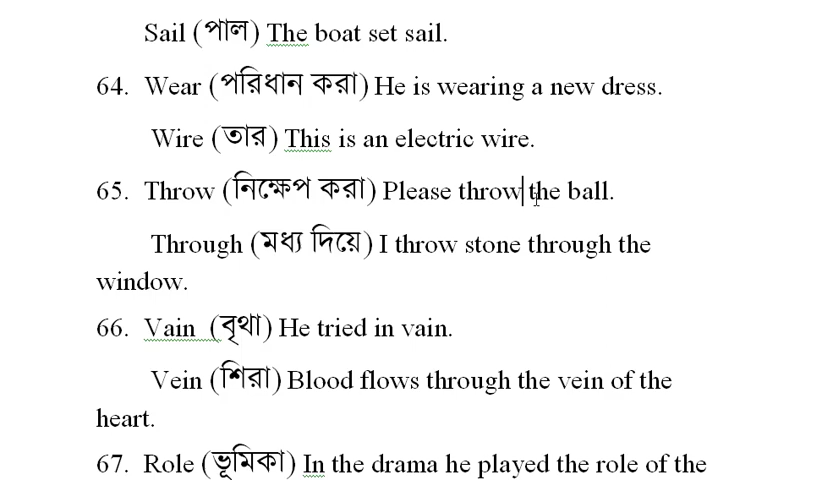 Sail (পাল) The boat set sail.
64. Wear (পরিধান করা) He is wearing a new dress.
Wire (তার) This is an electric wire.
65. Throw (নিক্ষেপ করা) Please throw the ball.
Through (মধ্য দিয়ে) I throw stone through the
window.
66. Vain (বৃথা) He tried in vain.
Vein (শিরা) Blood flows through the vein of the
heart.
67. Role (ভূমিকা) In the drama he played the role of the